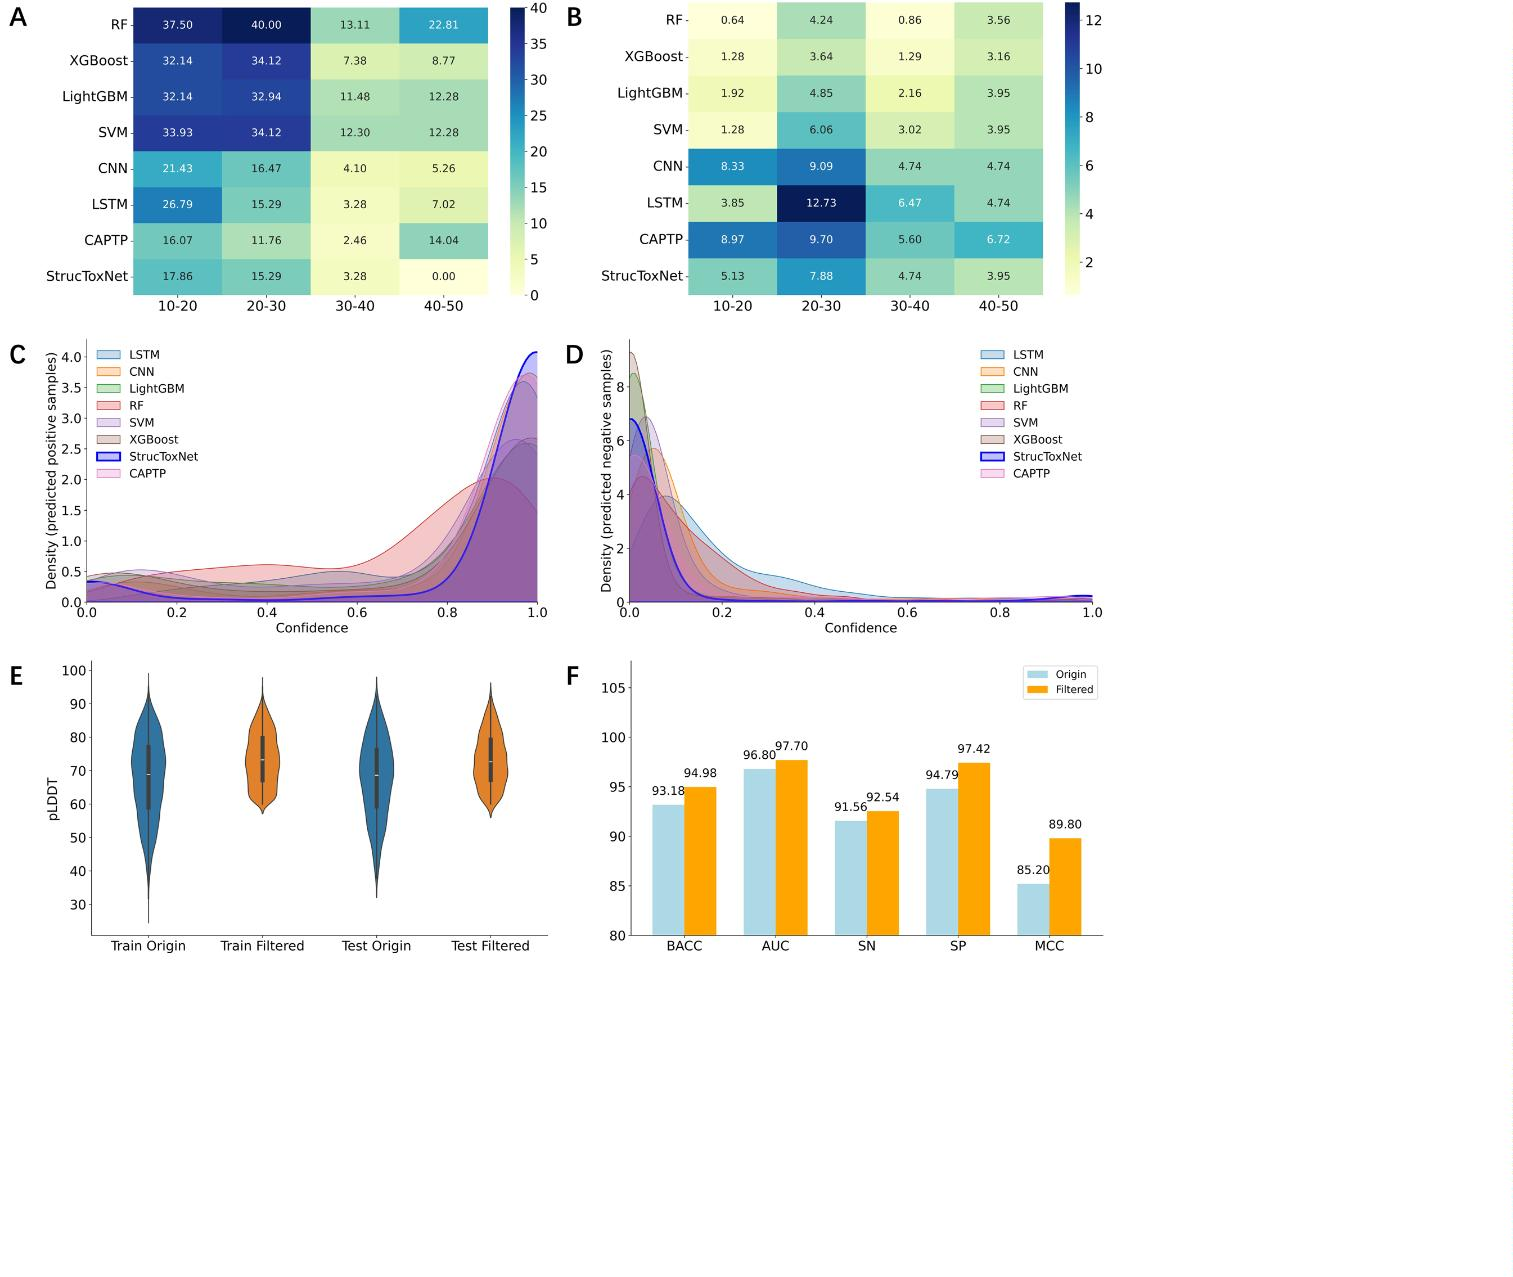 A
RF 37.50 40.00 13.11 22.81
XGBoost 32.14 34.12 7.38 8.77
LightGBM 32.14 32.94 11.48 12.28
SVM 33.93 34.12 12.30 12.28
CNN 21.43 16.47 4.10 5.26
LSTM 26.79 15.29 3.28 7.02
CAPTP 16.07 11.76 2.46 14.04
StrucToxNet 17.86 15.29 3.28 0.00
10-20 20-30 30-40 40-50
40
35
30
25
20
15
10
5
0
B
RF 0.64 4.24 0.86 3.56
XGBoost 1.28 3.64 1.29 3.16
LightGBM 1.92 4.85 2.16 3.95
SVM 1.28 6.06 3.02 3.95
CNN 8.33 9.09 4.74 4.74
LSTM 3.85 12.73 6.47 4.74
CAPTP 8.97 9.70 5.60 6.72
StrucToxNet 5.13 7.88 4.74 3.95
10-20 20-30 30-40 40-50
12
10
8
6
4
2
C
Density (predicted positive samples)
4.0
3.5
3.0
2.5
2.0
1.5
1.0
0.5
0.0
LSTM
CNN
LightGBM
RF
SVM
XGBoost
StrucToxNet
CAPTP
0.0 0.2 0.4 0.6 0.8 1.0
Confidence
D
Density (predicted negative samples)
8
6
4
2
0
LSTM
CNN
LightGBM
RF
SVM
XGBoost
StrucToxNet
CAPTP
0.0 0.2 0.4 0.6 0.8 1.0
Confidence
E
pLDDT
100
90
80
70
60
50
40
30
Train Origin Train Filtered Test Origin Test Filtered
F
Origin
Filtered
105
100
95
90
85
80
93.18 94.98 96.80 97.70 91.56 92.54 94.79 97.42 85.20 89.80
BACC AUC SN SP MCC